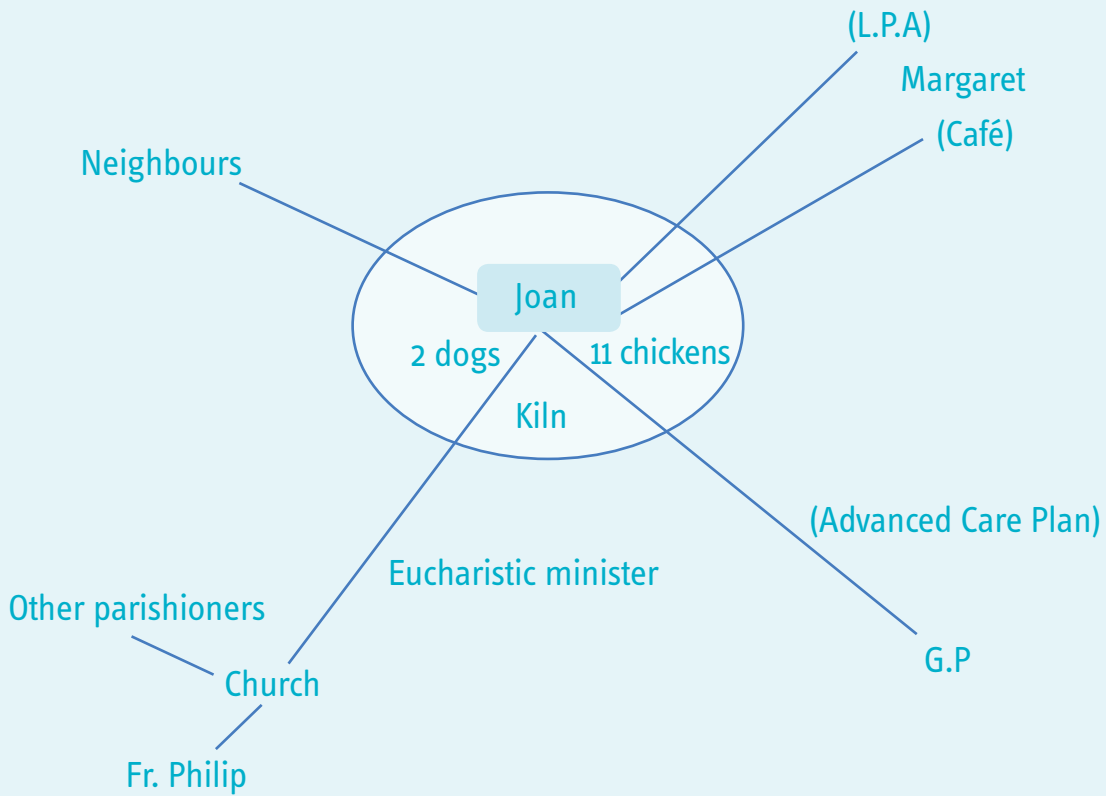 (L.P.A)
Margaret
(Café)
Neighbours
Joan
2 dogs
11 chickens
Kiln
(Advanced Care Plan)
Eucharistic minister
Other parishioners
G.P
Church
Fr. Philip